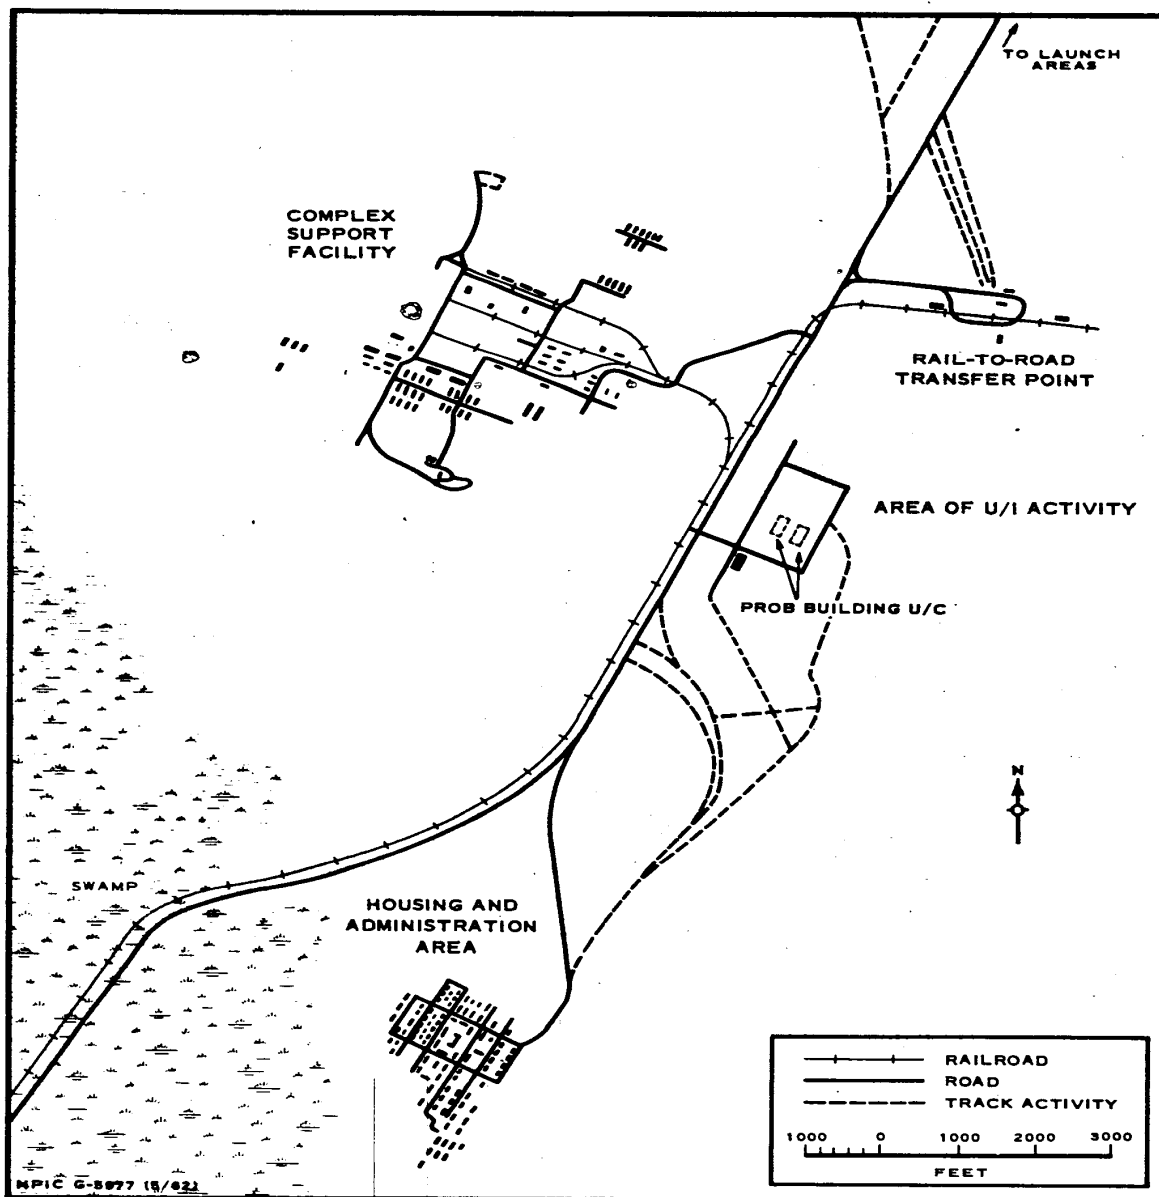 TO LAUNCH
AREAS
COMPLEX
SUPPORT
FACILITY
RAIL-TO-ROAD
TRANSFER POINT
AREA OF U/I ACTIVITY
PROB BUILDING U/C
N
SWAMP
HOUSING AND
ADMINISTRATION
AREA
RAILROAD
ROAD
TRACK ACTIVITY
1000 0 1000 2000 3000
FEET
NPIC G-5977 (5/62)